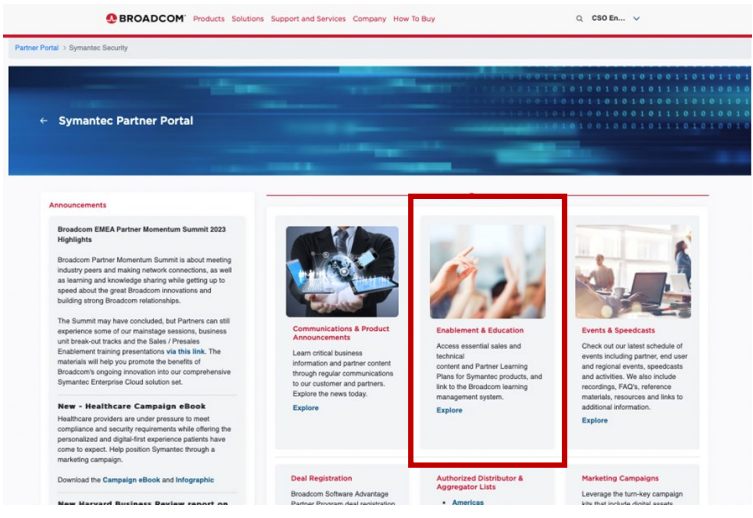 BROADCOM Products Solutions Support and Services Company How To Buy CSO En...
Partner Portal > Symantec Security
← Symantec Partner Portal
Announcements
Broadcom EMEA Partner Momentum Summit 2023
Highlights
Broadcom Partner Momentum Summit is about meeting
industry peers and making network connections, as well
as learning and knowledge sharing while getting up to
speed about the great Broadcom innovations and
building strong Broadcom relationships.
The Summit may have concluded, but Partners can still
experience some of our mainstage sessions, business
unit break-out tracks and the Sales / Presales
Enablement training presentations via this link. The
materials will help you promote the benefits of
Broadcom's ongoing innovation into our comprehensive
Symantec Enterprise Cloud solution set.
New - Healthcare Campaign eBook
Healthcare providers are under pressure to meet
compliance and security requirements while offering the
personalized and digital-first experience patients have
come to expect. Help position Symantec through a
marketing campaign.
Download the Campaign eBook and Infographic
New Harvard Business Review report on
Communications & Product
Announcements
Learn critical business
information and partner content
through regular communications
to our customer and partners.
Explore the news today.
Explore
Enablement & Education
Access essential sales and
technical
content and Partner Learning
Plans for Symantec products, and
link to the Broadcom learning
management system.
Explore
Events & Speedcasts
Check out our latest schedule of
events including partner, end user
and regional events, speedcasts
and activities. We also include
recordings, FAQ's, reference
materials, resources and links to
additional information.
Explore
Deal Registration
Broadcom Software Advantage
Partner Program deal registration
Authorized Distributor &
Aggregator Lists
• Americas
Marketing Campaigns
Leverage the turn-key campaign
kits that include digital assets